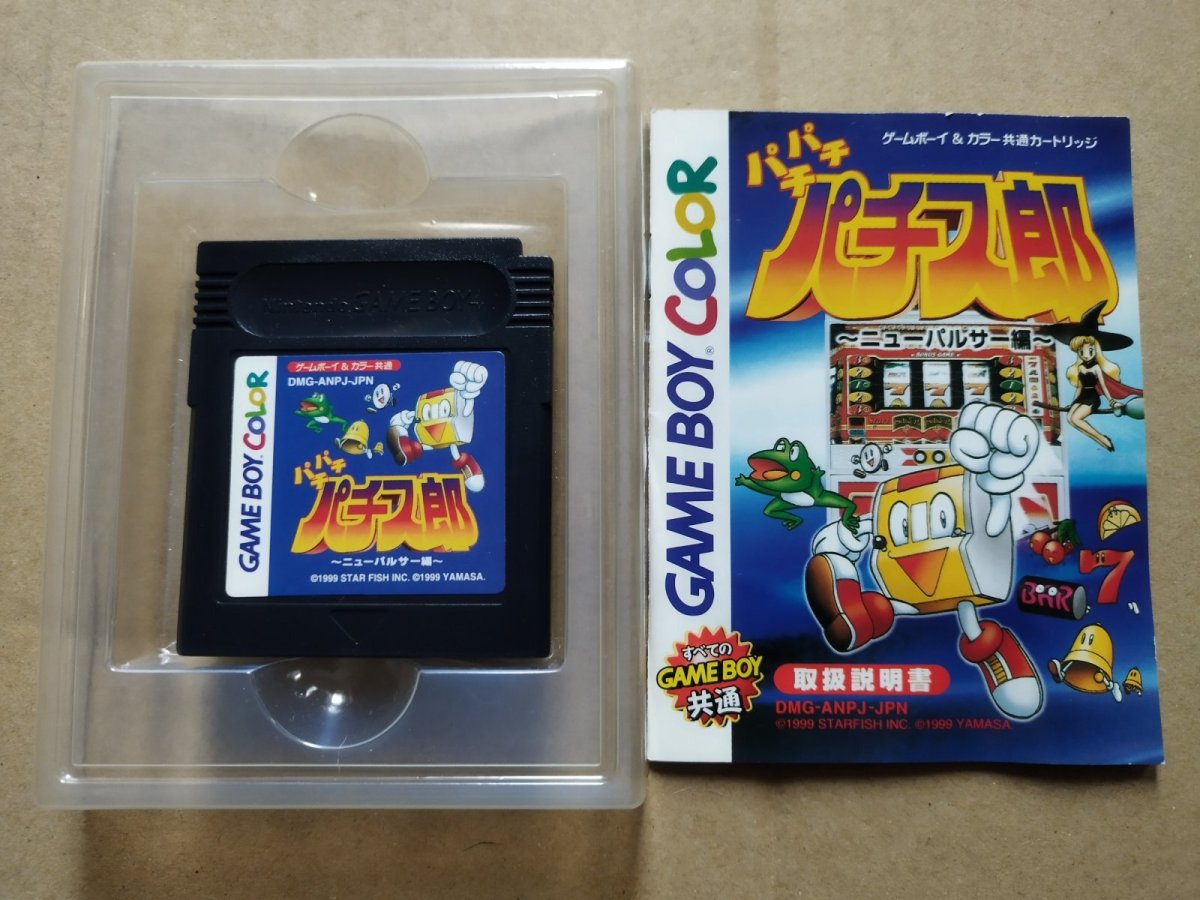 Nintendo GAME BOY
GAME BOY COLOR
ゲームボーイ&カラー共通
DMG-ANPJ-JPN
パチパチ
パチス郎
~ニューパルサー編~
©1999 STAR FISH INC. ©1999 YAMASA.
GAME BOY® COLOR
ゲームボーイ&カラー共通カートリッジ
パチパチ
パチス郎
~ニューパルサー編~
BONUS GAME
7
BAR
すべての
GAME BOY
共通
取扱説明書
DMG-ANPJ-JPN
©1999 STARFISH INC. ©1999 YAMASA.